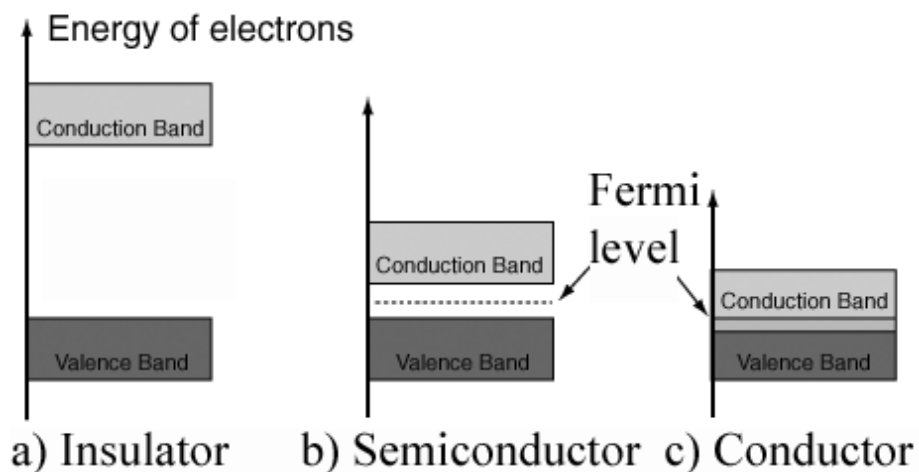 Energy of electrons
Conduction Band
Valence Band
a) Insulator
Conduction Band
Valence Band
b) Semiconductor
Fermi
level
Conduction Band
Valence Band
c) Conductor